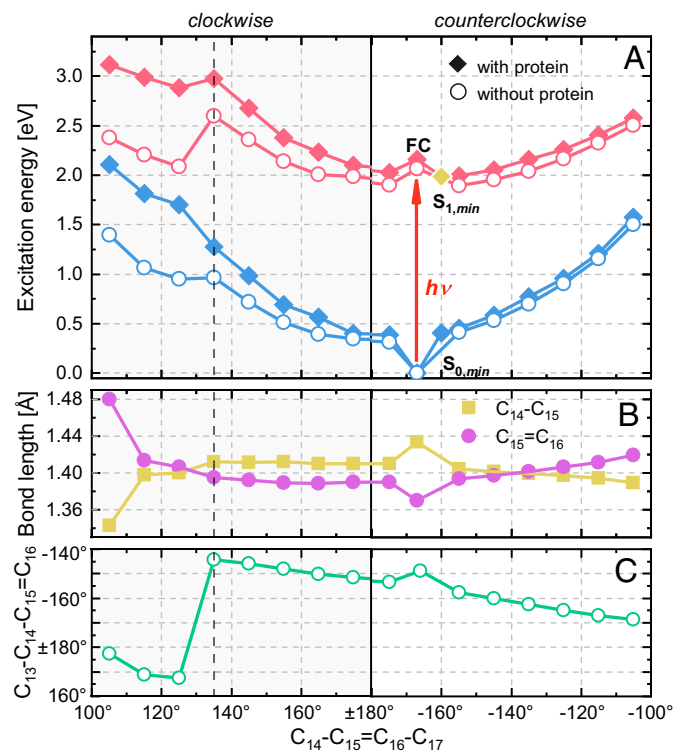 clockwise
counterclockwise
A
with protein
without protein
Excitation energy [eV]
3.0
2.5
2.0
1.5
1.0
0.5
0.0
FC
S1,min
hν
S0,min
B
C14-C15
C15=C16
Bond length [Å]
1.48
1.44
1.40
1.36
C
C13-C14-C15=C16
-140°
-160°
±180°
160°
100°
120°
140°
160°
±180
-160°
-140°
-120°
-100°
C14-C15=C16-C17